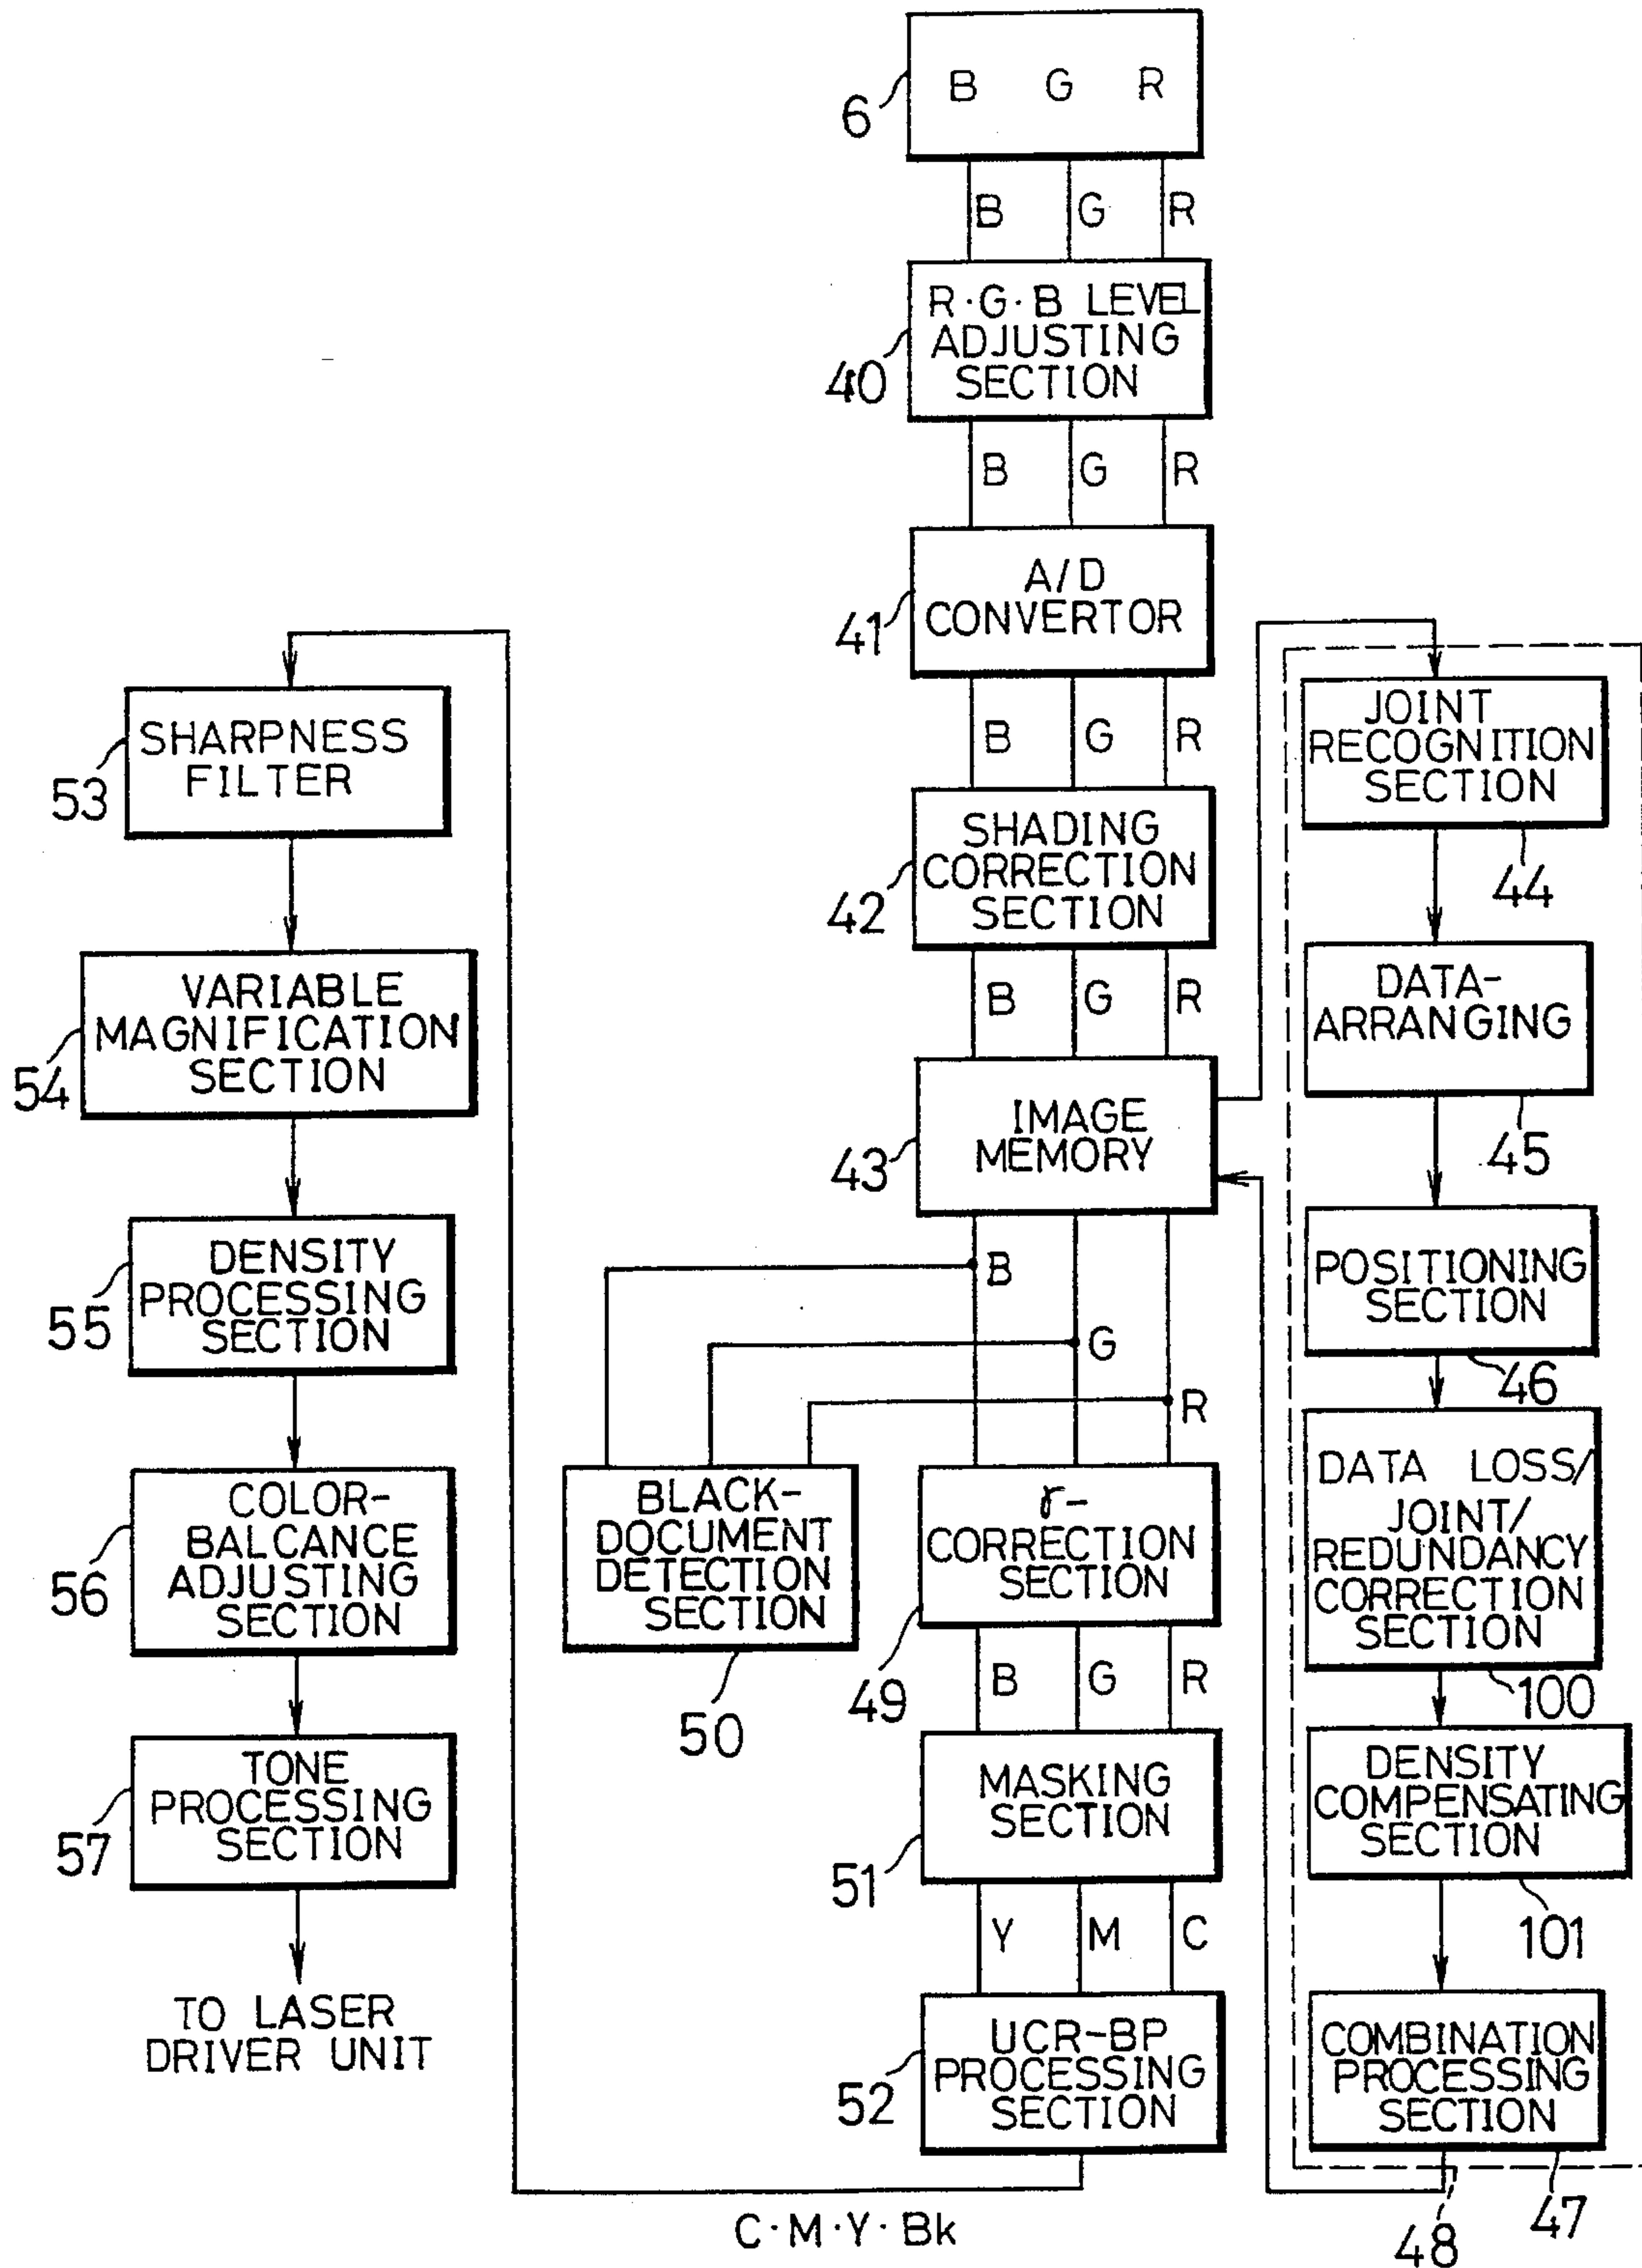 B G R
6
B G R
R·G·B LEVEL
ADJUSTING
SECTION
40
B G R
A/D
CONVERTOR
41
B G R
SHADING
CORRECTION
SECTION
42
B G R
IMAGE
MEMORY
43
B
G
R
BLACK-
DOCUMENT
DETECTION
SECTION
50
γ-
CORRECTION
SECTION
49
B G R
MASKING
SECTION
51
Y M C
UCR-BP
PROCESSING
SECTION
52
C·M·Y·Bk
JOINT
RECOGNITION
SECTION
44
DATA-
ARRANGING
45
POSITIONING
SECTION
46
DATA LOSS/
JOINT/
REDUNDANCY
CORRECTION
SECTION
100
DENSITY
COMPENSATING
SECTION
101
COMBINATION
PROCESSING
SECTION
47
48
SHARPNESS
FILTER
53
VARIABLE
MAGNIFICATION
SECTION
54
DENSITY
PROCESSING
SECTION
55
COLOR-
BALCANCE
ADJUSTING
SECTION
56
TONE
PROCESSING
SECTION
57
TO LASER
DRIVER UNIT